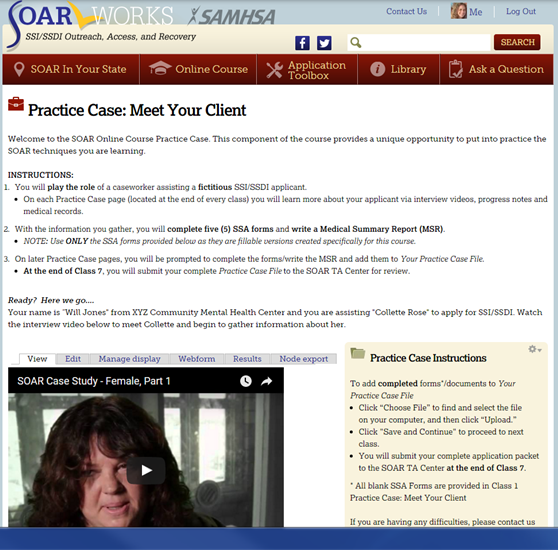 SOAR WORKS
SAMHSA
Contact Us
Me
Log Out
SSI/SSDI Outreach, Access, and Recovery
SEARCH
SOAR In Your State
Online Course
Application
Toolbox
Library
Ask a Question
Practice Case: Meet Your Client
Welcome to the SOAR Online Course Practice Case. This component of the course provides a unique opportunity to put into practice the
SOAR techniques you are learning.
INSTRUCTIONS:
1. You will play the role of a caseworker assisting a fictitious SSI/SSDI applicant.
• On each Practice Case page (located at the end of every class) you will learn more about your applicant via interview videos, progress notes and
medical records.
2. With the information you gather, you will complete five (5) SSA forms and write a Medical Summary Report (MSR).
• NOTE: Use ONLY the SSA forms provided below as they are fillable versions created specifically for this course.
3. On later Practice Case pages, you will be prompted to complete the forms/write the MSR and add them to Your Practice Case File.
• At the end of Class 7, you will submit your complete Practice Case File to the SOAR TA Center for review.
Ready? Here we go....
Your name is "Will Jones" from XYZ Community Mental Health Center and you are assisting "Collette Rose" to apply for SSI/SSDI. Watch
the interview video below to meet Collette and begin to gather information about her.
View
Edit
Manage display
Webform
Results
Node export
SOAR Case Study - Female, Part 1
Practice Case Instructions
To add completed forms*/documents to Your
Practice Case File
• Click "Choose File" to find and select the file
on your computer, and then click "Upload."
• Click "Save and Continue" to proceed to next
class.
• You will submit your complete application packet
to the SOAR TA Center at the end of Class 7.
* All blank SSA Forms are provided in Class 1
Practice Case: Meet Your Client
If you are having any difficulties, please contact us